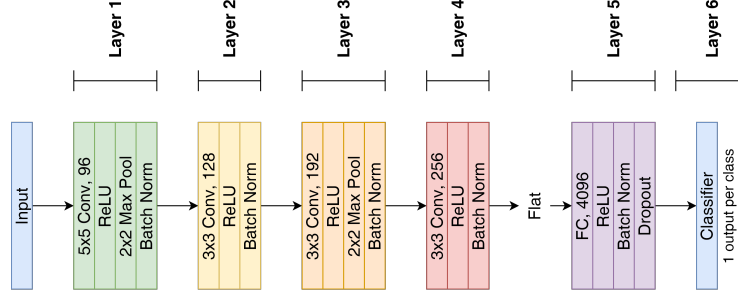 Layer 1
Layer 2
Layer 3
Layer 4
Layer 5
Layer 6
Input
5x5 Conv, 96
ReLU
2x2 Max Pool
Batch Norm
3x3 Conv, 128
ReLU
Batch Norm
3x3 Conv, 192
ReLU
2x2 Max Pool
Batch Norm
3x3 Conv, 256
ReLU
Batch Norm
Flat
FC, 4096
ReLU
Batch Norm
Dropout
Classifier
1 output per class